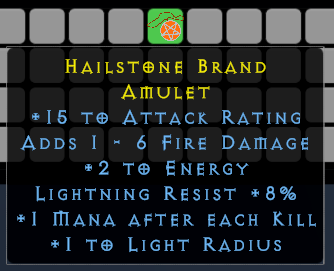 Hailstone Brand
Amulet
+15 to Attack Rating
Adds 1 - 6 Fire Damage
+2 to Energy
Lightning Resist +8%
+1 Mana after each Kill
+1 to Light Radius